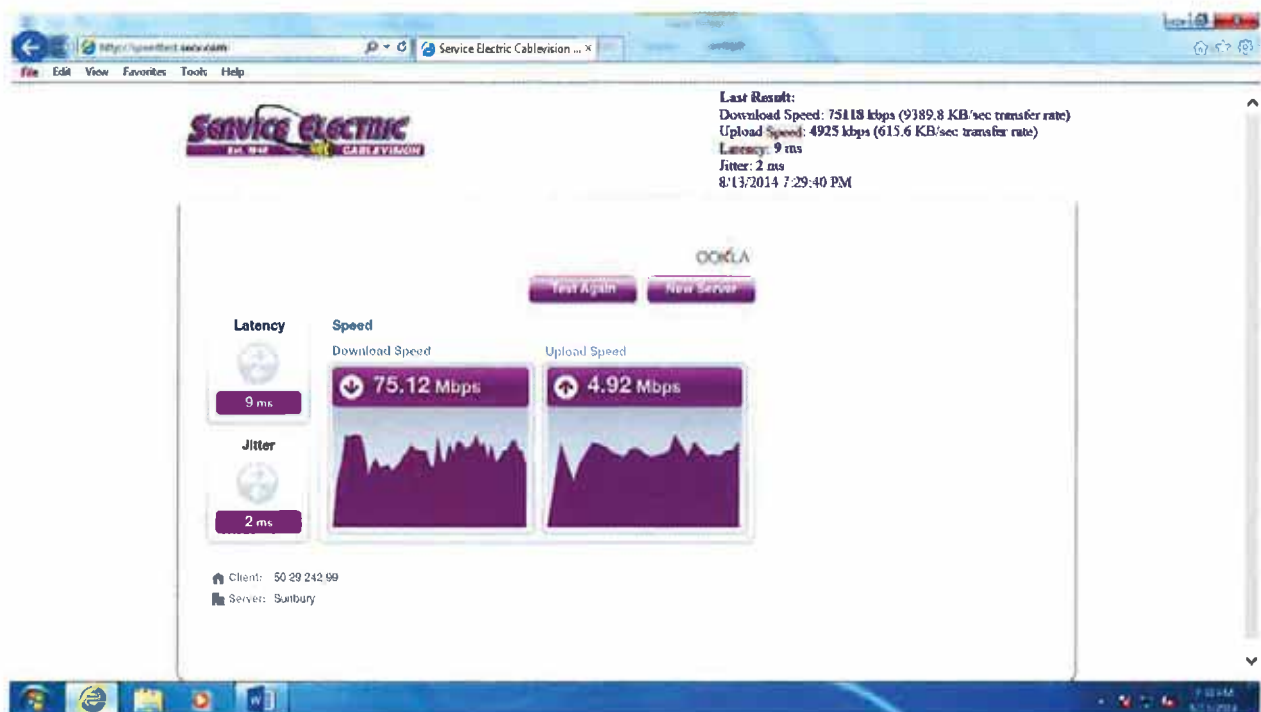 Service Electric Cablevision ... ×
File Edit View Favorites Tools Help
SERVICE ELECTRIC
CABLEVISION
Last Result:
Download Speed: 75118 kbps (9389.8 KB/sec transfer rate)
Upload Speed: 4925 kbps (615.6 KB/sec transfer rate)
Latency: 9 ms
Jitter: 2 ms
8/13/2014 7:29:40 PM
OOKLA
Test Again New Server
Latency
9 ms
Jitter
2 ms
Speed
Download Speed
75.12 Mbps
Upload Speed
4.92 Mbps
Client: 50.29.242.99
Server: Sunbury